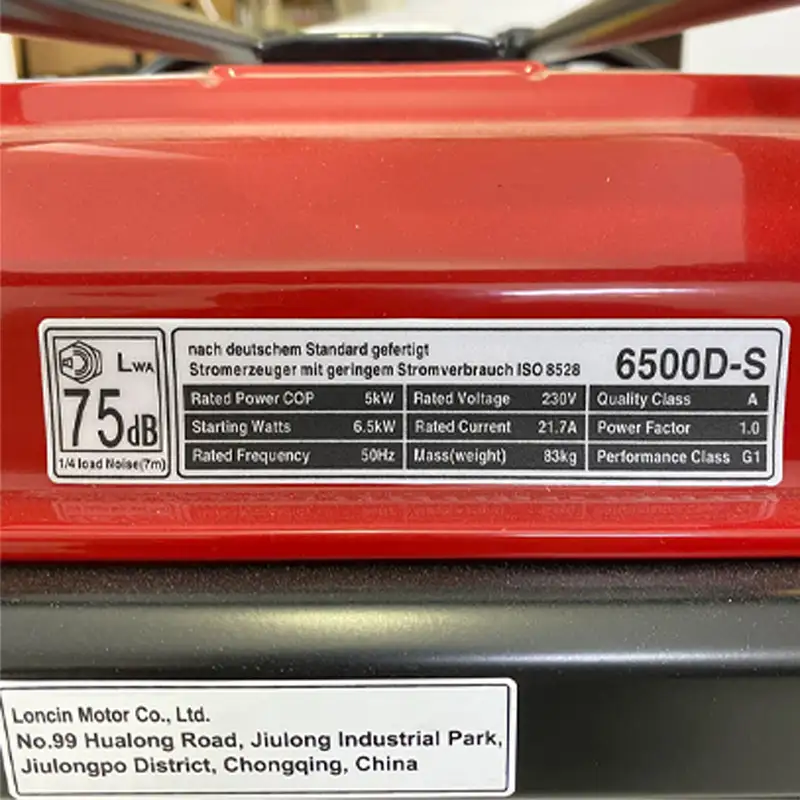 LWA
75dB
1/4 load Noise(7m)
nach deutschem Standard gefertigt
Stromerzeuger mit geringem Stromverbrauch ISO 8528
6500D-S
Rated Power COP 5kW Rated Voltage 230V Quality Class A
Starting Watts 6.5kW Rated Current 21.7A Power Factor 1.0
Rated Frequency 50Hz Mass(weight) 83kg Performance Class G1
Loncin Motor Co., Ltd.
No.99 Hualong Road, Jiulong Industrial Park,
Jiulongpo District, Chongqing, China